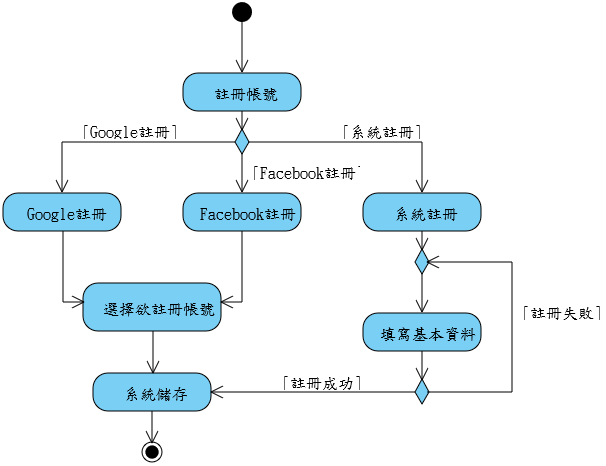 註冊帳號
「Google註冊」
「系統註冊」
「Facebook註冊
Google註冊
Facebook註冊
系統註冊
選擇欲註冊帳號
填寫基本資料
「註冊失敗」
「註冊成功」
系統儲存